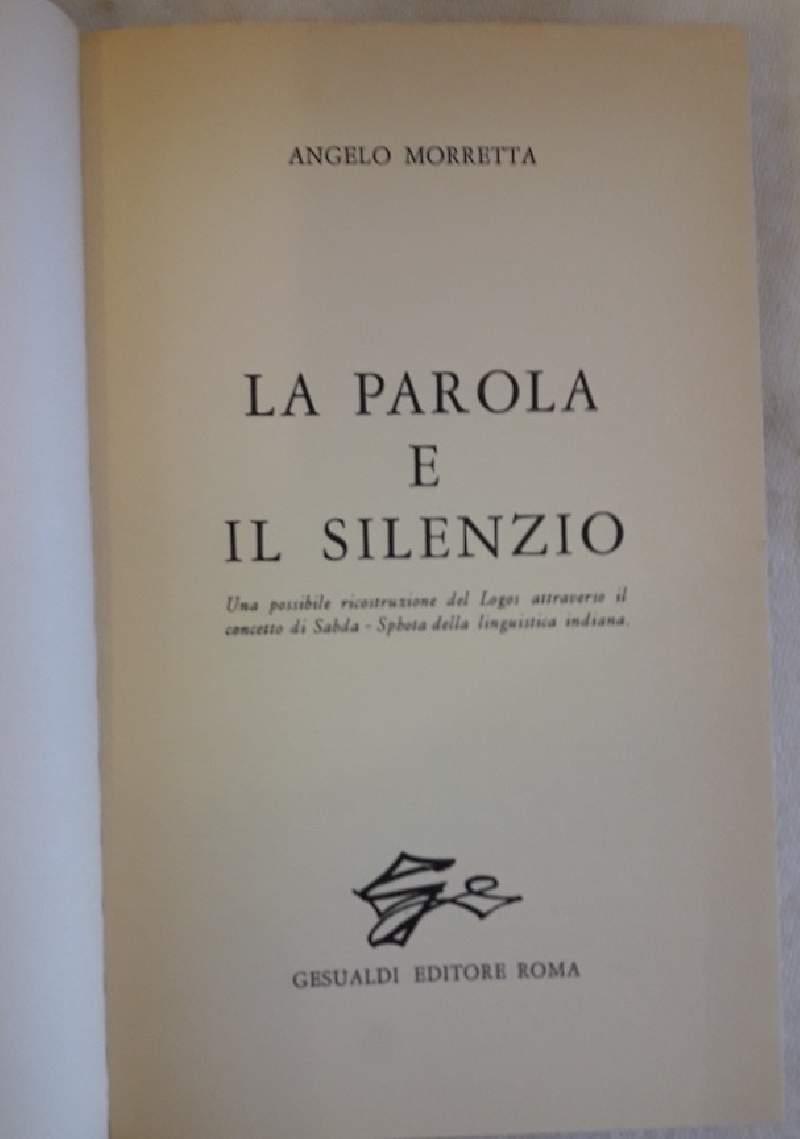 ANGELO MORRETTA
LA PAROLA
E
IL SILENZIO
Una possibile ricostruzione del Logos attraverso il
concetto di Sabda - Sphota della linguistica indiana.
Ge
GESUALDI EDITORE ROMA